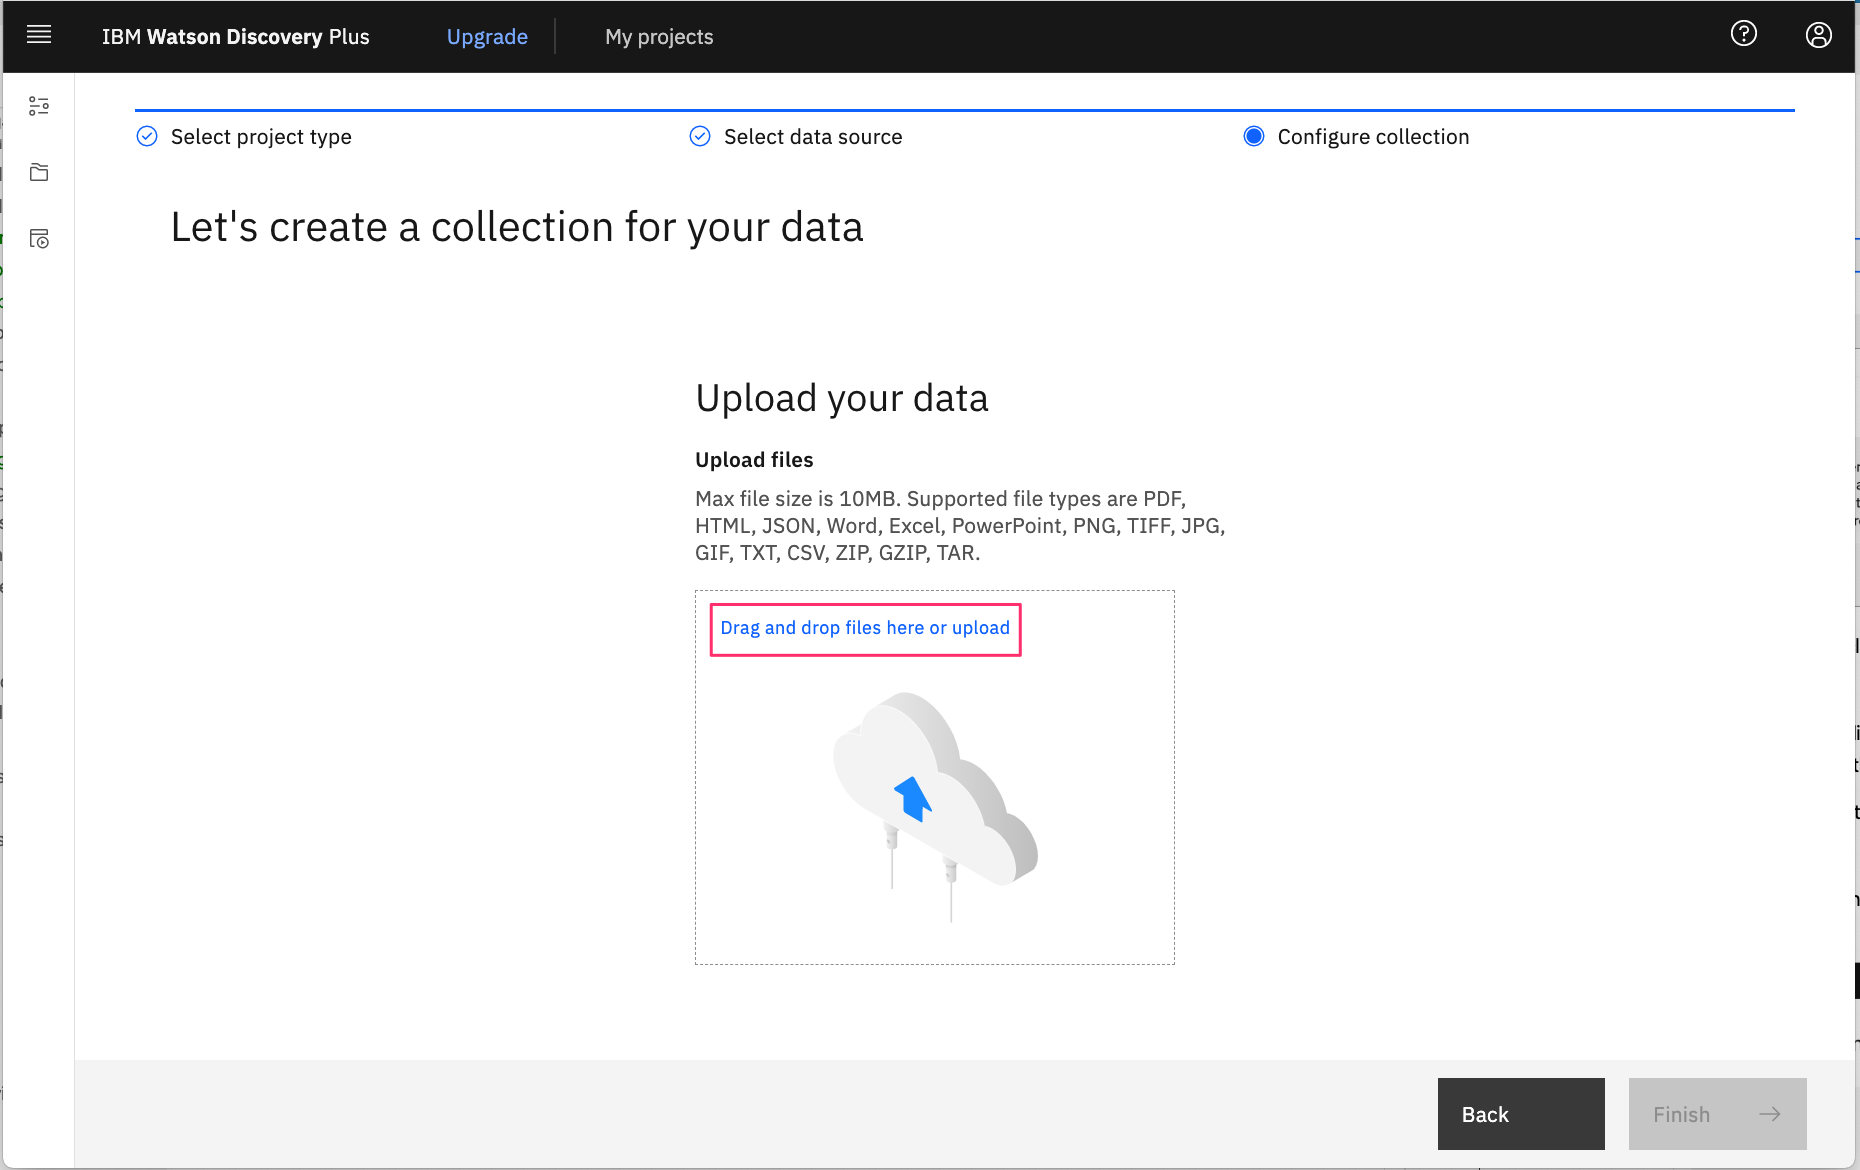 IBM Watson Discovery Plus
Upgrade
My projects
Select project type
Select data source
Configure collection
Let's create a collection for your data
Upload your data
Upload files
Max file size is 10MB. Supported file types are PDF,
HTML, JSON, Word, Excel, PowerPoint, PNG, TIFF, JPG,
GIF, TXT, CSV, ZIP, GZIP, TAR.
Drag and drop files here or upload
Back
Finish